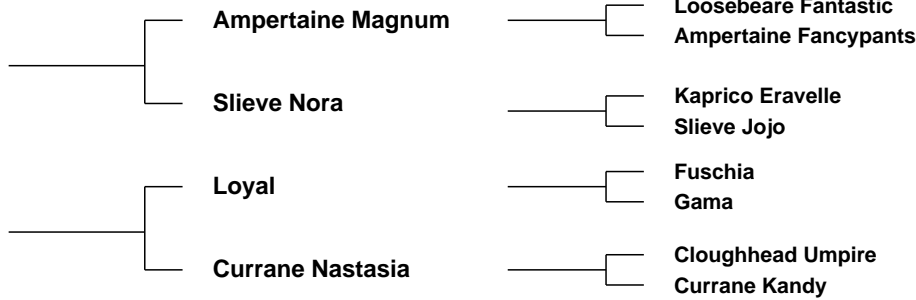 Loosebeare Fantastic
Ampertaine Magnum
Ampertaine Fancypants
Kaprico Eravelle
Slieve Nora
Slieve Jojo
Fuschia
Loyal
Gama
Cloughhead Umpire
Currane Nastasia
Currane Kandy